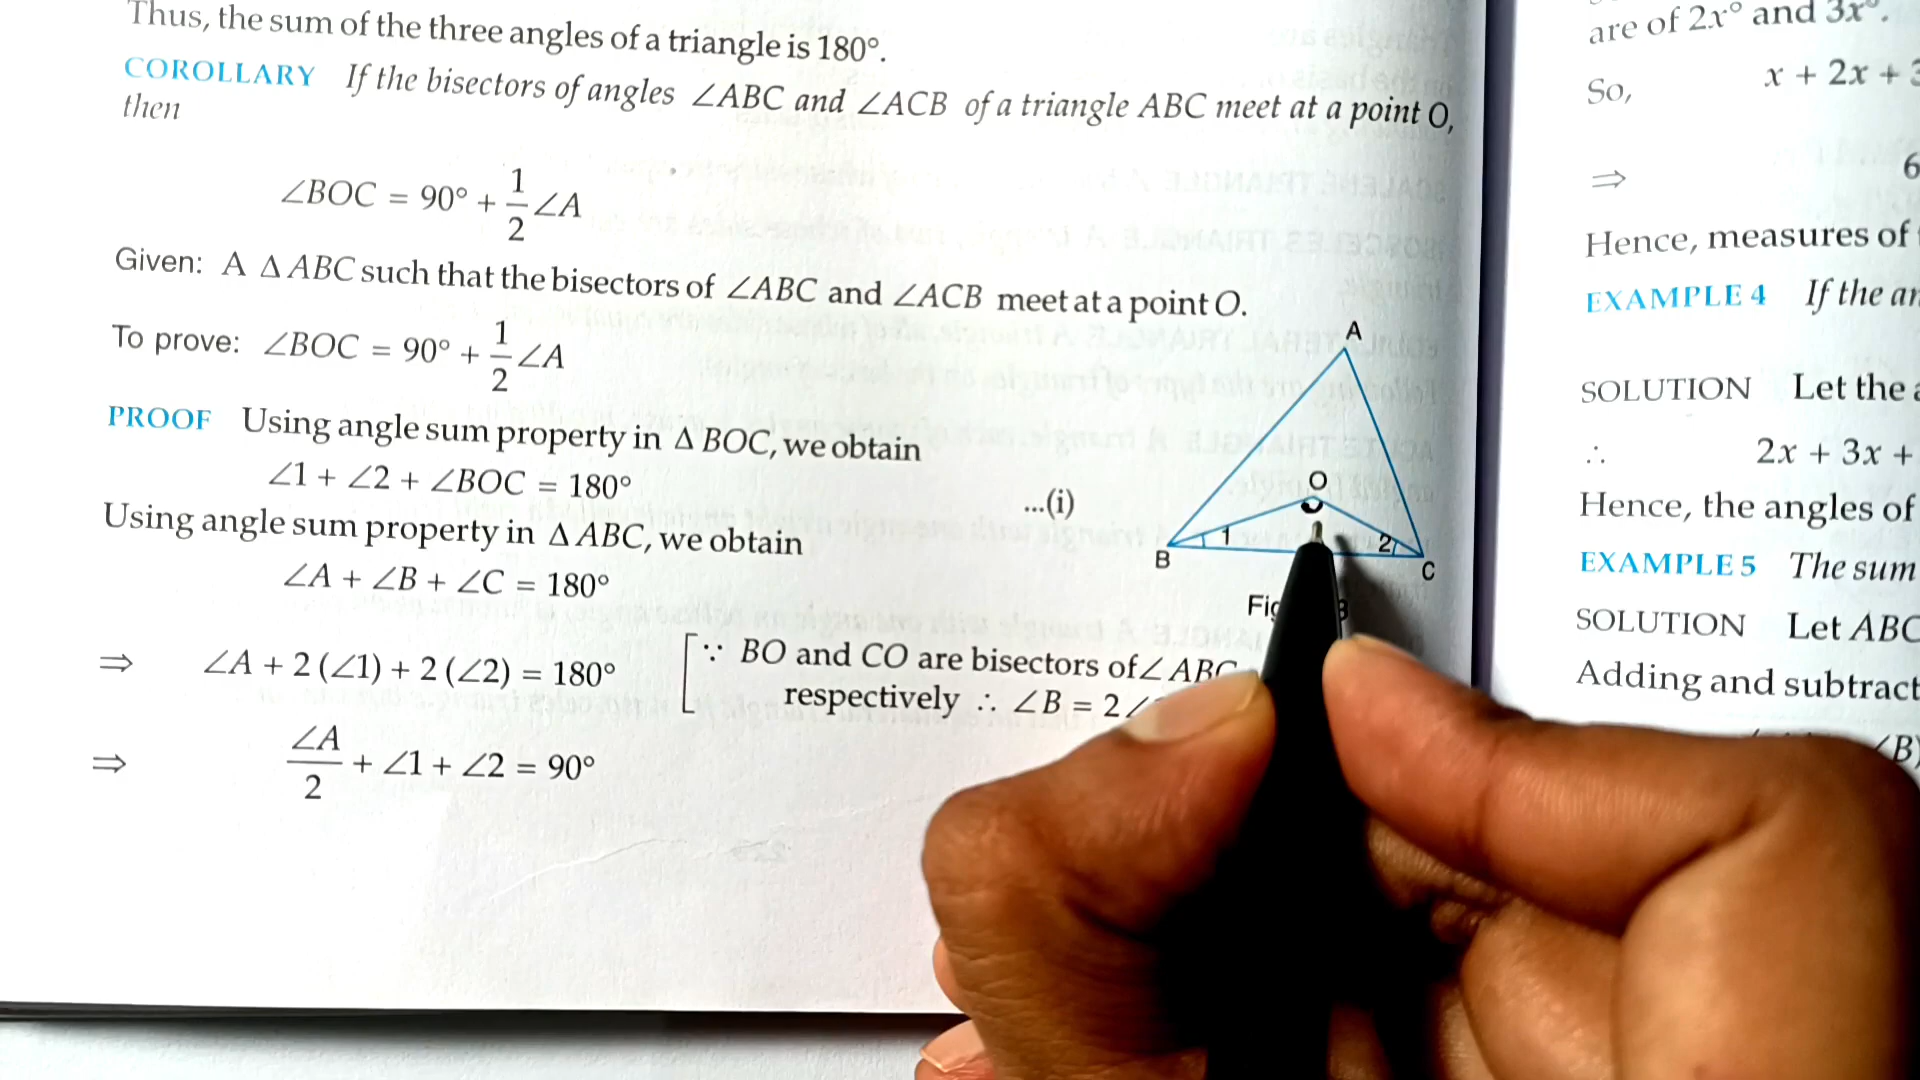 Thus, the sum of the three angles of a triangle is 180°.
COROLLARY If the bisectors of angles ∠ABC and ∠ACB of a triangle ABC meet at a point O,
then
∠BOC = 90° + 1/2 ∠A
Given: A Δ ABC such that the bisectors of ∠ABC and ∠ACB meet at a point O.
To prove: ∠BOC = 90° + 1/2 ∠A
PROOF Using angle sum property in Δ BOC, we obtain
∠1 + ∠2 + ∠BOC = 180° ...(i)
Using angle sum property in Δ ABC, we obtain
∠A + ∠B + ∠C = 180°
⇒ ∠A + 2 (∠1) + 2 (∠2) = 180° [∵ BO and CO are bisectors of ∠ABC
respectively ∴ ∠B = 2∠
⇒ ∠A/2 + ∠1 + ∠2 = 90°
A
O
1
2
B
C
are of 2x° and 3x°.
So, x + 2x +
⇒ 6
Hence, measures of
EXAMPLE 4 If the
SOLUTION Let the
∴ 2x + 3x +
Hence, the angles of
EXAMPLE 5 The sum
SOLUTION Let ABC
Adding and subtract
∠B)